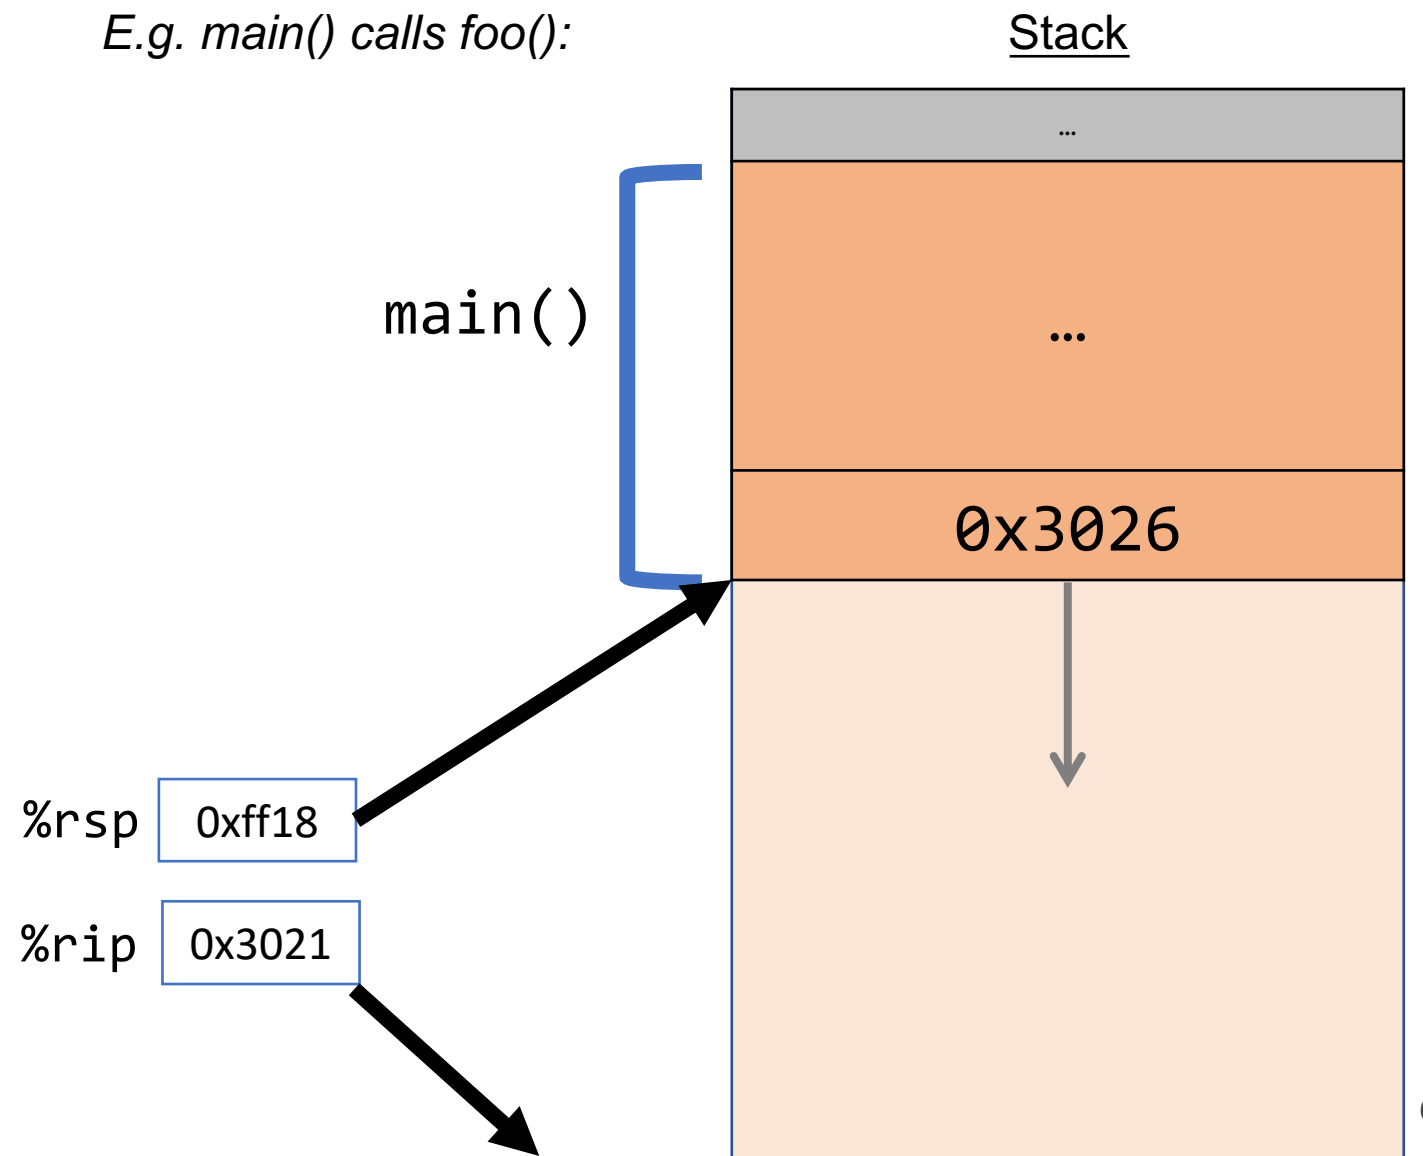 E.g. main() calls foo():
Stack
…
main()
…
0x3026
%rsp 0xff18
%rip 0x3021